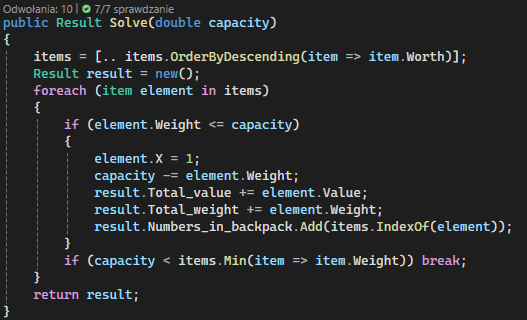 Odwołania: 10 | 7/7 sprawdzanie
public Result Solve(double capacity)
{
    items = [.. items.OrderByDescending(item => item.Worth)];
    Result result = new();
    foreach (item element in items)
    {
        if (element.Weight <= capacity)
        {
            element.X = 1;
            capacity -= element.Weight;
            result.Total_value += element.Value;
            result.Total_weight += element.Weight;
            result.Numbers_in_backpack.Add(items.IndexOf(element));
        }
        if (capacity < items.Min(item => item.Weight)) break;
    }
    return result;
}